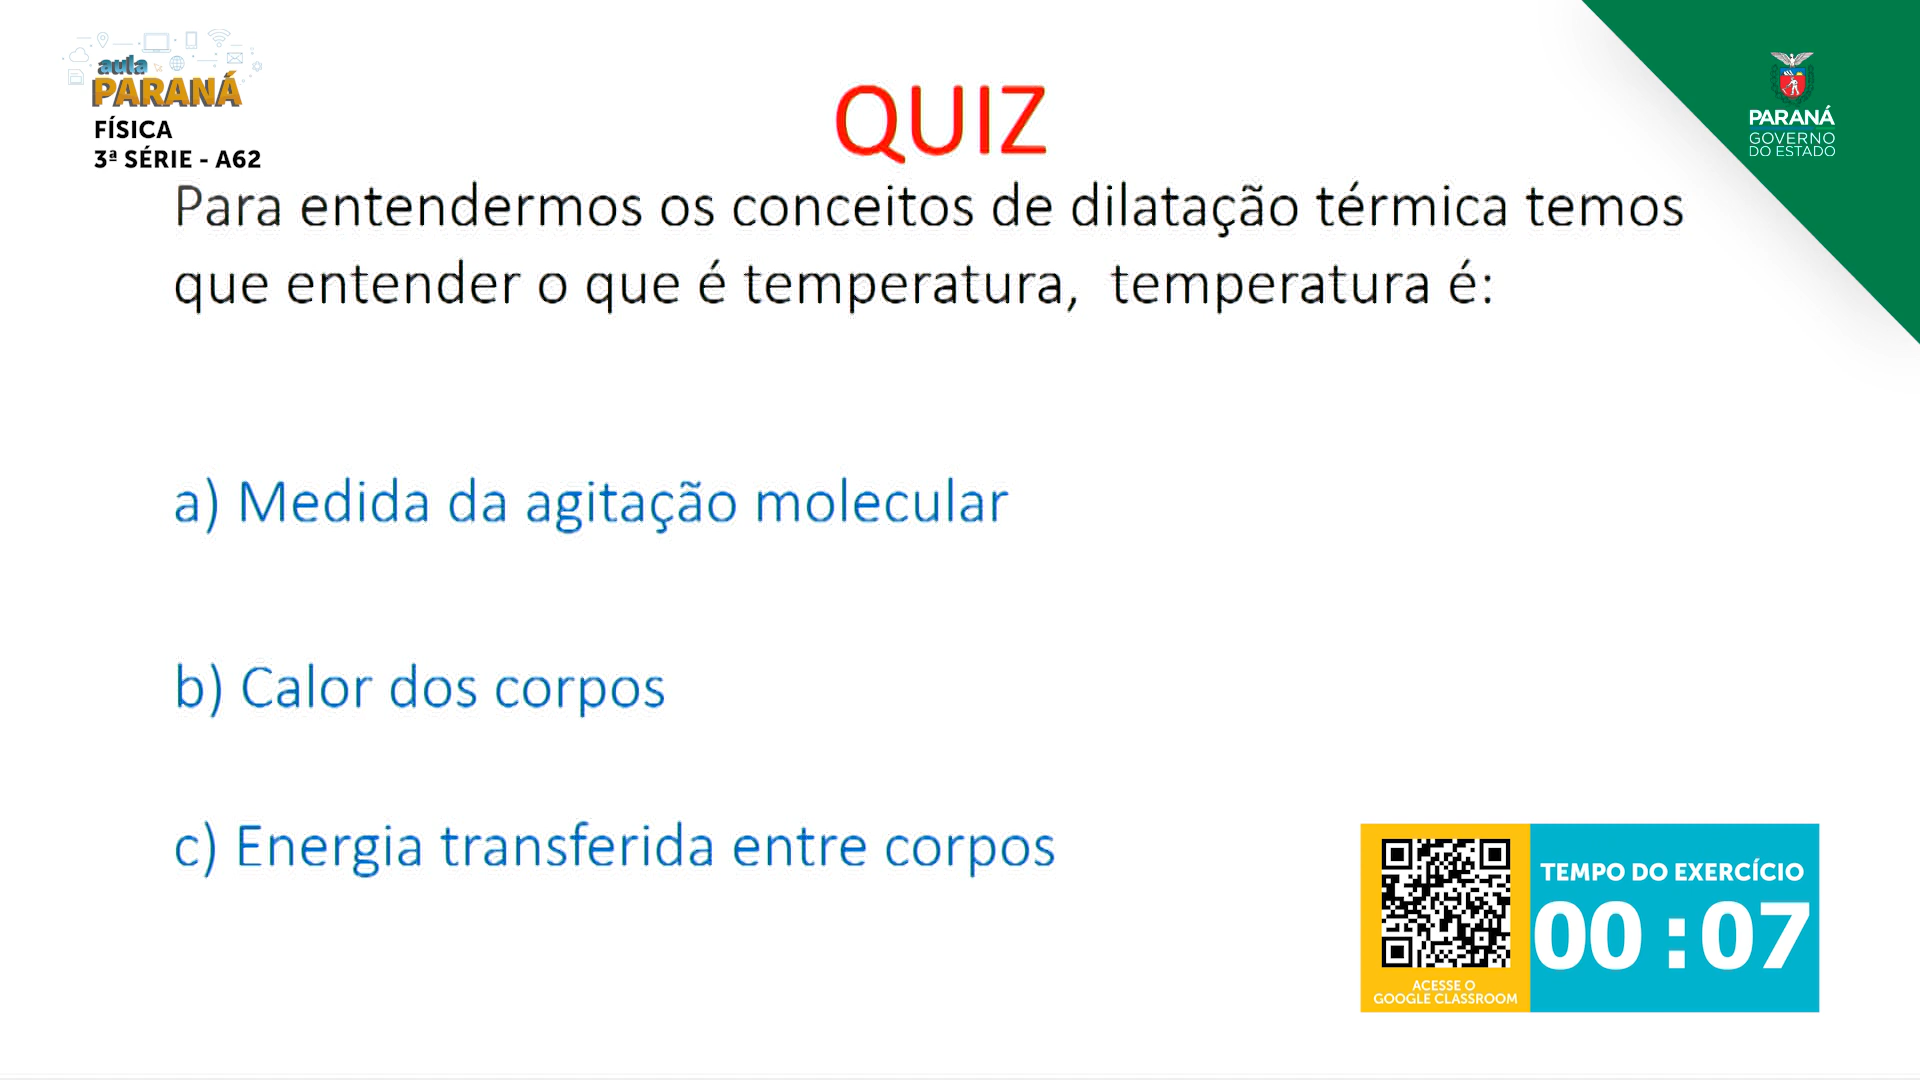 aula
PARANÁ
FÍSICA
3ª SÉRIE - A62
PARANÁ
GOVERNO
DO ESTADO
QUIZ
Para entendermos os conceitos de dilatação térmica temos
que entender o que é temperatura, temperatura é:
a) Medida da agitação molecular
b) Calor dos corpos
c) Energia transferida entre corpos
ACESSE O
GOOGLE CLASSROOM
TEMPO DO EXERCÍCIO
00 : 07